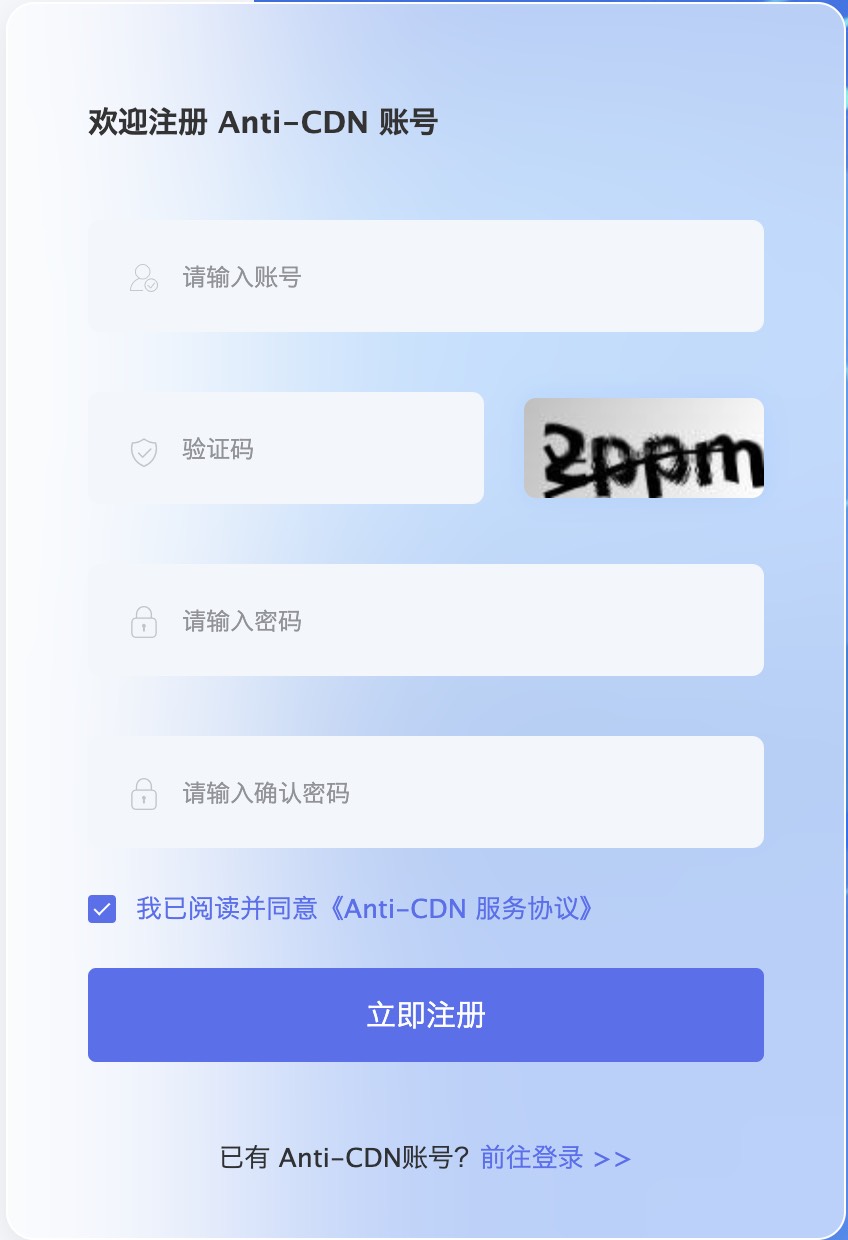 欢迎注册 Anti-CDN 账号
请输入账号
验证码
2ppm
请输入密码
请输入确认密码
我已阅读并同意《Anti-CDN 服务协议》
立即注册
已有 Anti-CDN账号？前往登录 >>